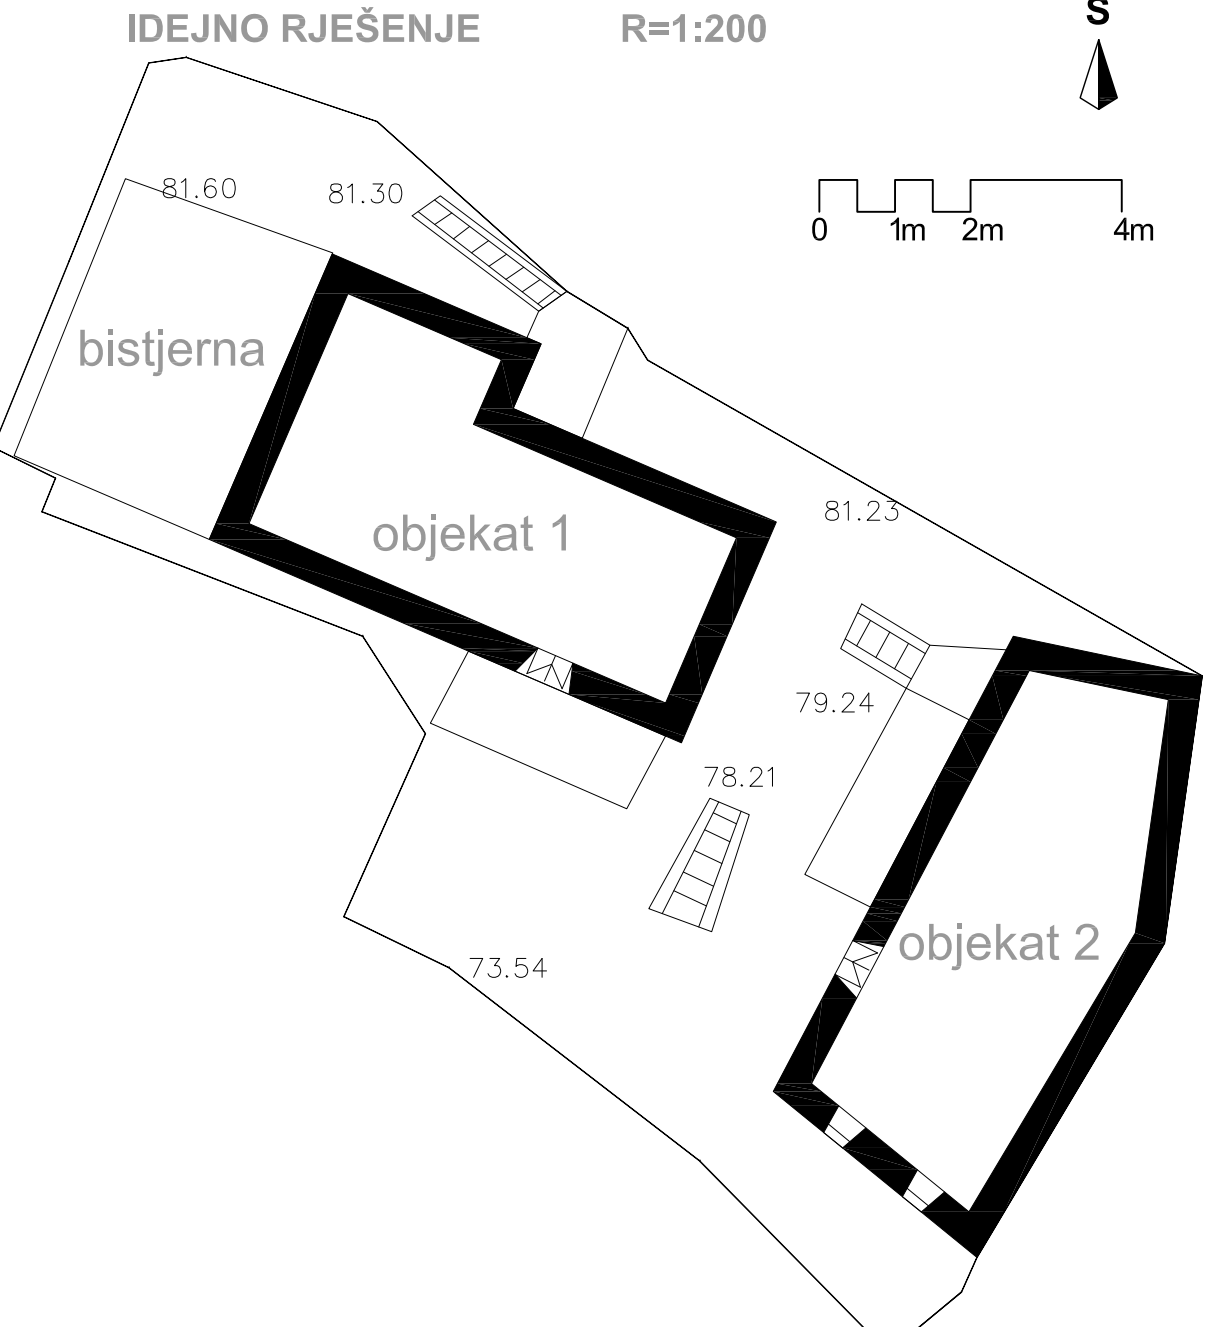 IDEJNO RJEŠENJE R=1:200
S
81.60
81.30
0 1m 2m 4m
bistjerna
objekat 1
81.23
79.24
78.21
objekat 2
73.54